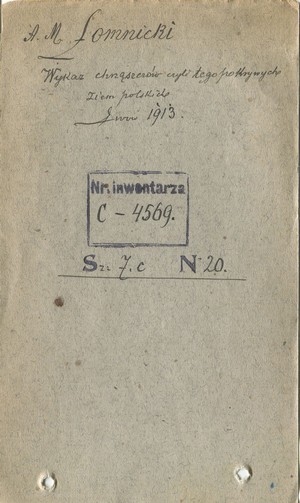 A. M. Łomnicki
Wykaz chrząszczów czyli tęgopokrywych
ziem polskich
Lwów 1913.
Nr. inwentarza
C – 4569.
Sz: 7. c N: 20.